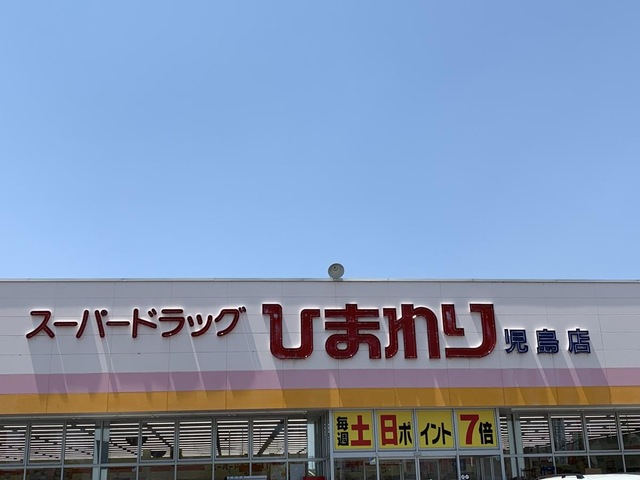 スーパードラッグ ひまわり 児島店
毎週土日ポイント7倍